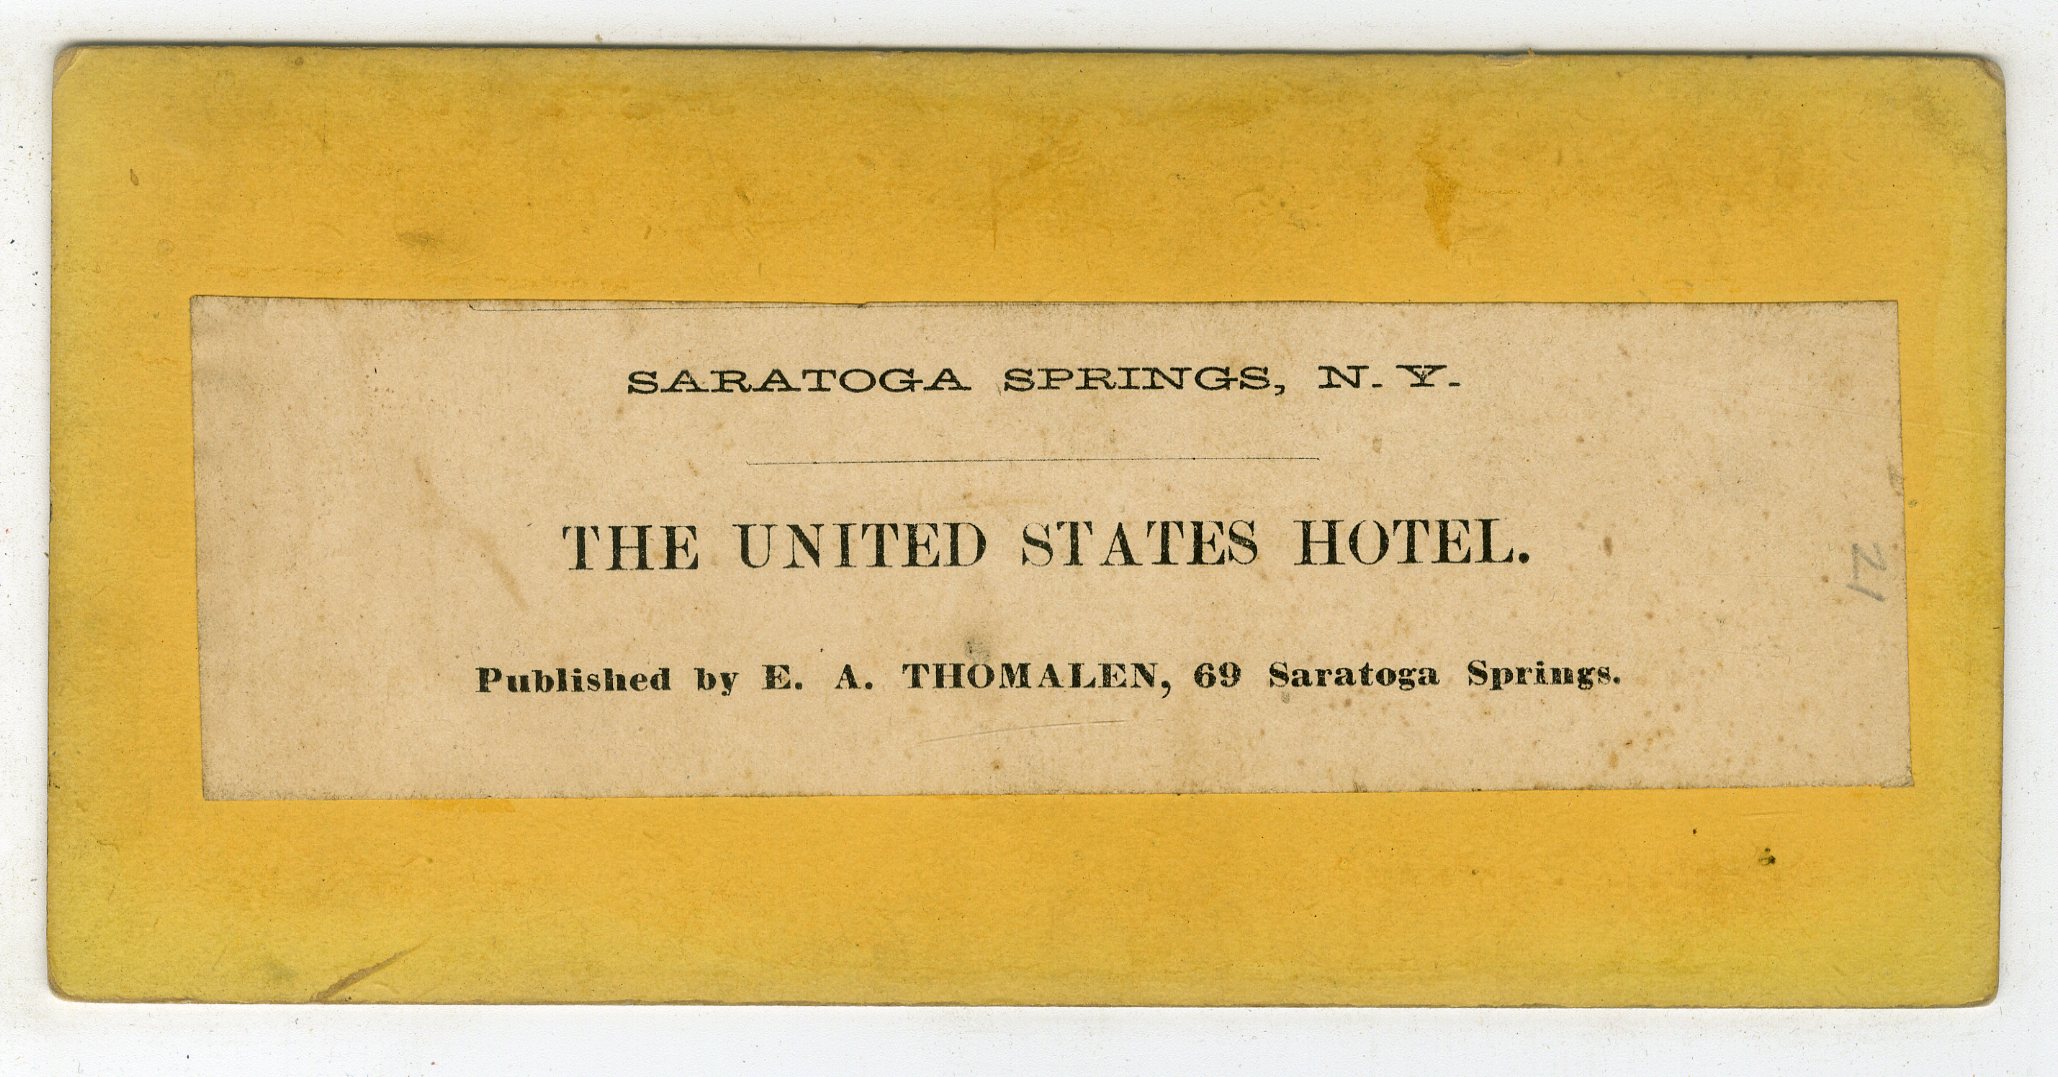 SARATOGA SPRINGS, N. Y.
THE UNITED STATES HOTEL.
Published by E. A. THOMALEN, 69 Saratoga Springs.
21